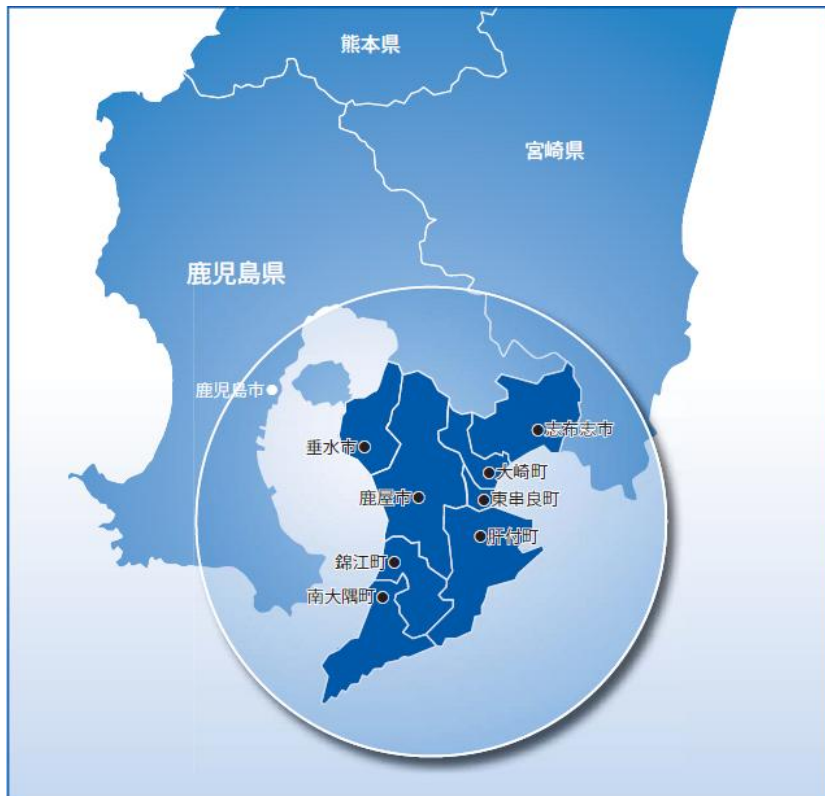 熊本県
宮崎県
鹿児島県
鹿児島市
志布志市
垂水市
大崎町
鹿屋市
東串良町
肝付町
錦江町
南大隅町